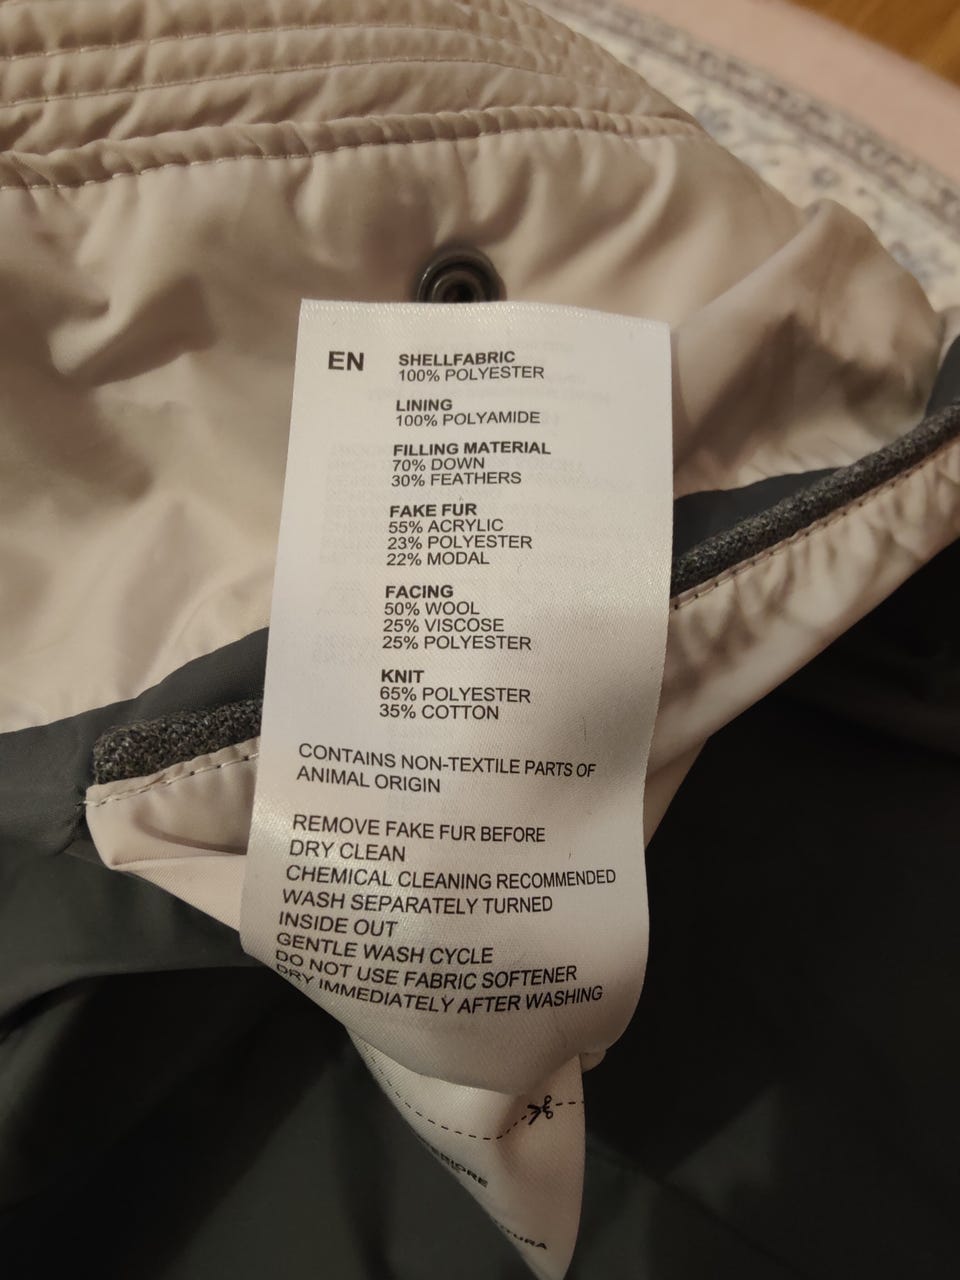 EN
SHELLFABRIC
100% POLYESTER
LINING
100% POLYAMIDE
FILLING MATERIAL
70% DOWN
30% FEATHERS
FAKE FUR
55% ACRYLIC
23% POLYESTER
22% MODAL
FACING
50% WOOL
25% VISCOSE
25% POLYESTER
KNIT
65% POLYESTER
35% COTTON
CONTAINS NON-TEXTILE PARTS OF
ANIMAL ORIGIN
REMOVE FAKE FUR BEFORE
DRY CLEAN
CHEMICAL CLEANING RECOMMENDED
WASH SEPARATELY TURNED
INSIDE OUT
GENTLE WASH CYCLE
DO NOT USE FABRIC SOFTENER
DRY IMMEDIATELY AFTER WASHING